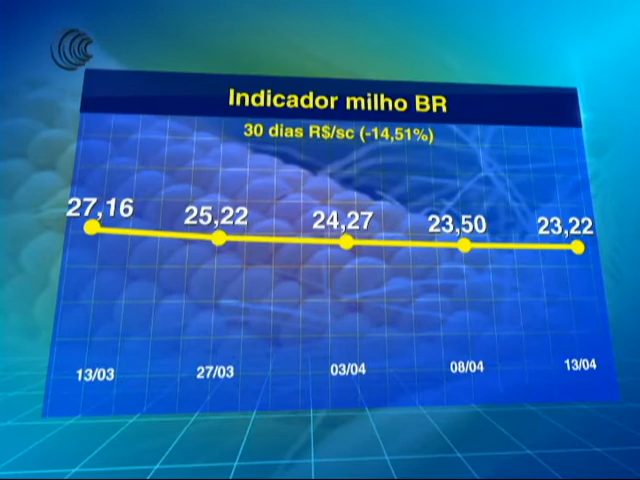 Indicador milho BR
30 dias R$/sc (-14,51%)
27,16 25,22 24,27 23,50 23,22
13/03 27/03 03/04 08/04 13/04